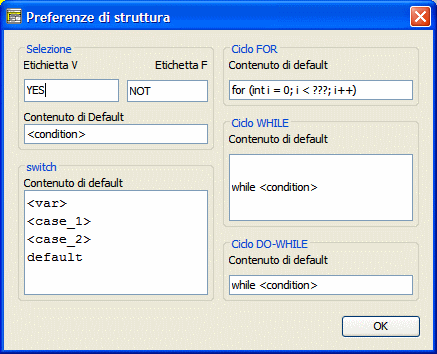 Preferenze di struttura
Selezione
Etichietta V
Etichetta F
YES
NOT
Contenuto di Default
<condition>
switch
Contenuto di default
<var>
<case_1>
<case_2>
default
Ciclo FOR
Contenuto di default
for (int i = 0; i < ???; i++)
Ciclo WHILE
Contenuto di default
while <condition>
Ciclo DO-WHILE
Contenuto di default
while <condition>
OK